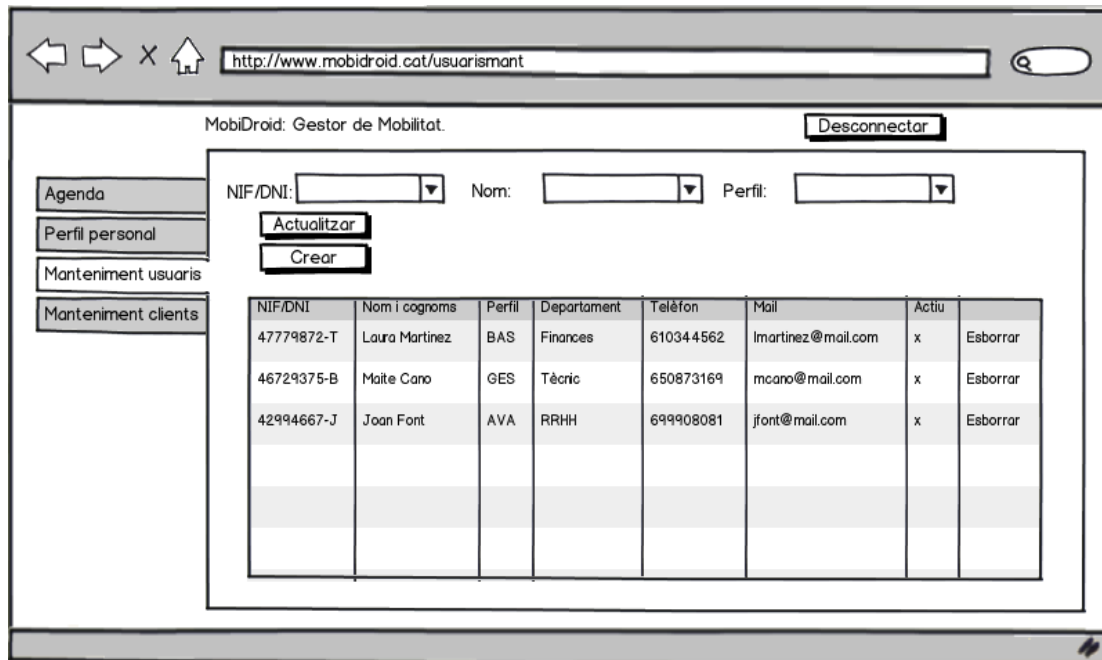 http://www.mobidroid.cat/usuarismant
MobiDroid: Gestor de Mobilitat.
Desconnectar
Agenda
Perfil personal
Manteniment usuaris
Manteniment clients
NIF/DNI: Nom: Perfil:
Actualitzar
Crear
NIF/DNI Nom i cognoms Perfil Departament Telèfon Mail Actiu
47779872-T Laura Martinez BAS Finances 610344562 lmartinez@mail.com x Esborrar
46729375-B Maite Cano GES Tècnic 650873169 mcano@mail.com x Esborrar
42994667-J Joan Font AVA RRHH 699908081 jfont@mail.com x Esborrar